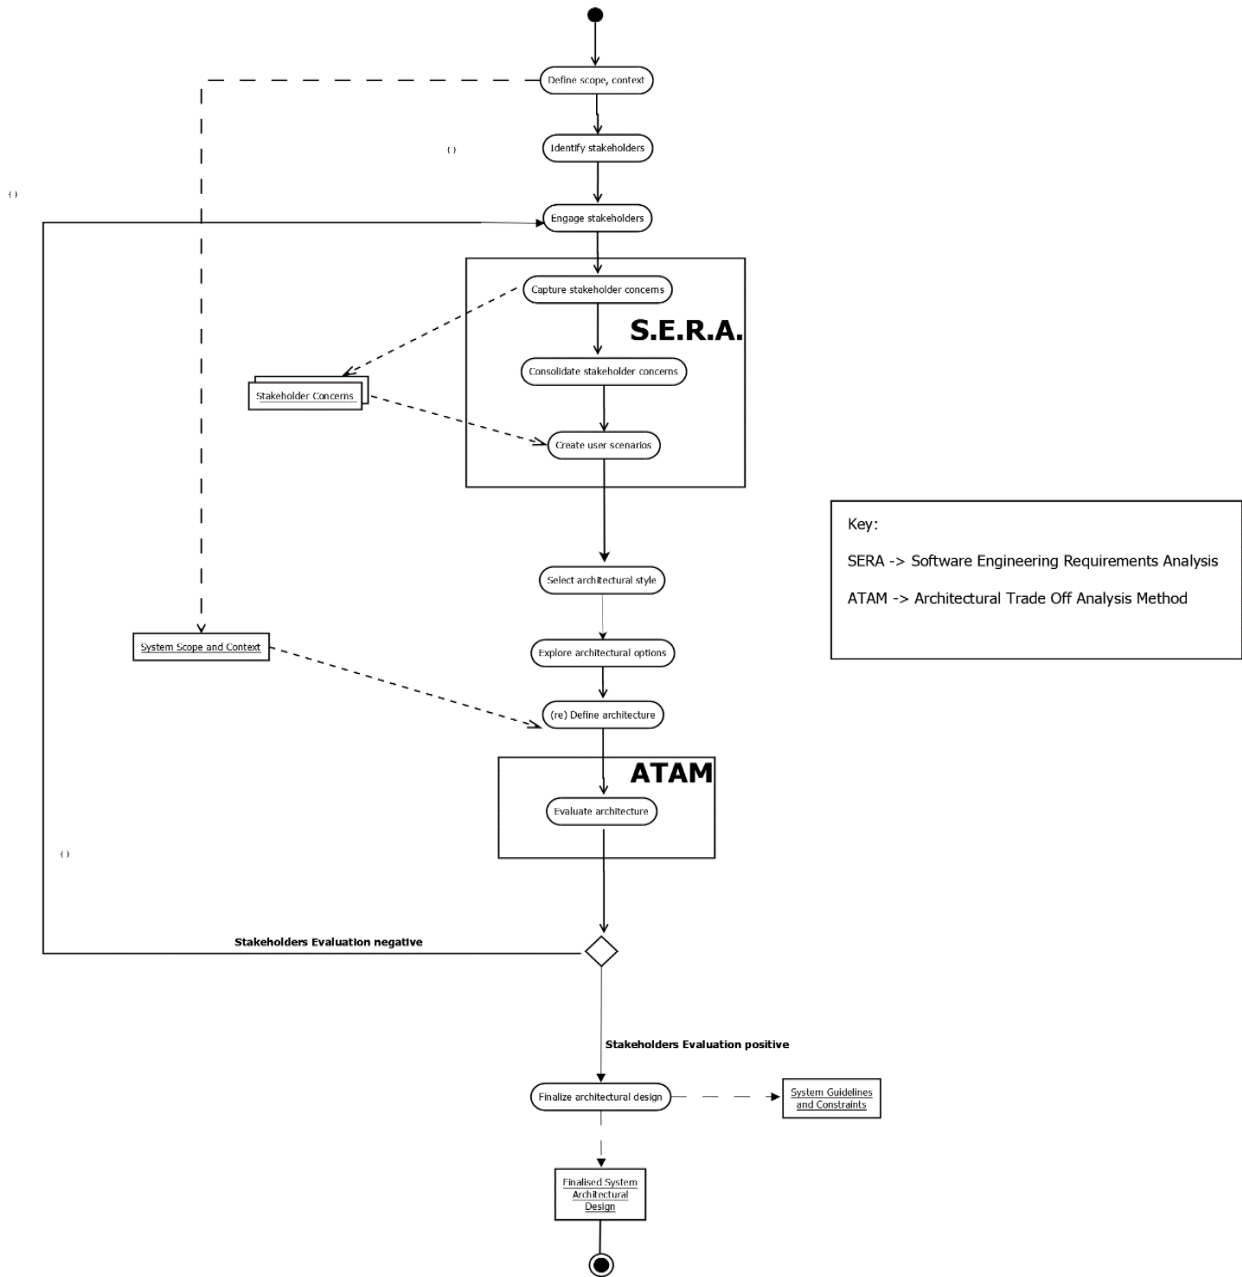 Define scope, context
Identify stakeholders
{ }
{ }
Engage stakeholders
Capture stakeholder concerns
S.E.R.A.
Consolidate stakeholder concerns
Stakeholder Concerns
Create user scenarios
Key:
SERA -> Software Engineering Requirements Analysis
ATAM -> Architectural Trade Off Analysis Method
Select architectural style
System Scope and Context
Explore architectural options
(re) Define architecture
ATAM
Evaluate architecture
{ }
Stakeholders Evaluation negative
Stakeholders Evaluation positive
Finalize architectural design
System Guidelines
and Constraints
Finalised System
Architectural
Design